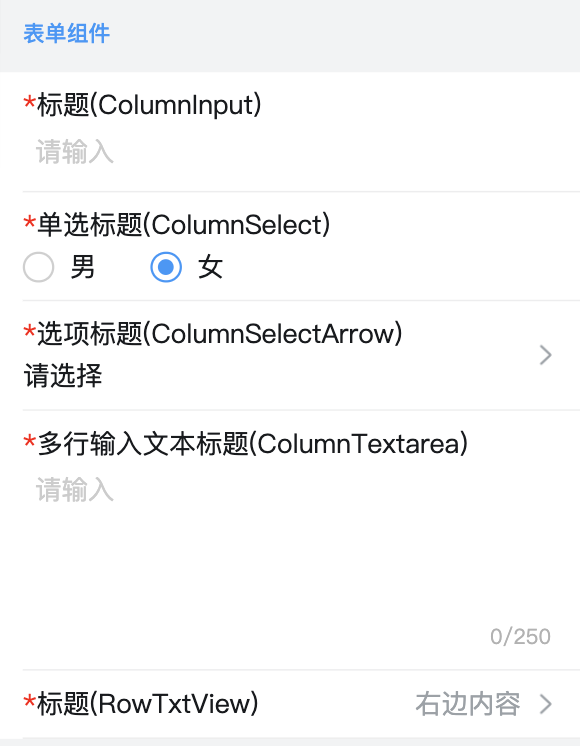 表单组件
*标题(ColumnInput)
请输入
*单选标题(ColumnSelect)
男 女
*选项标题(ColumnSelectArrow)
请选择
*多行输入文本标题(ColumnTextarea)
请输入
0/250
*标题(RowTxtView) 右边内容